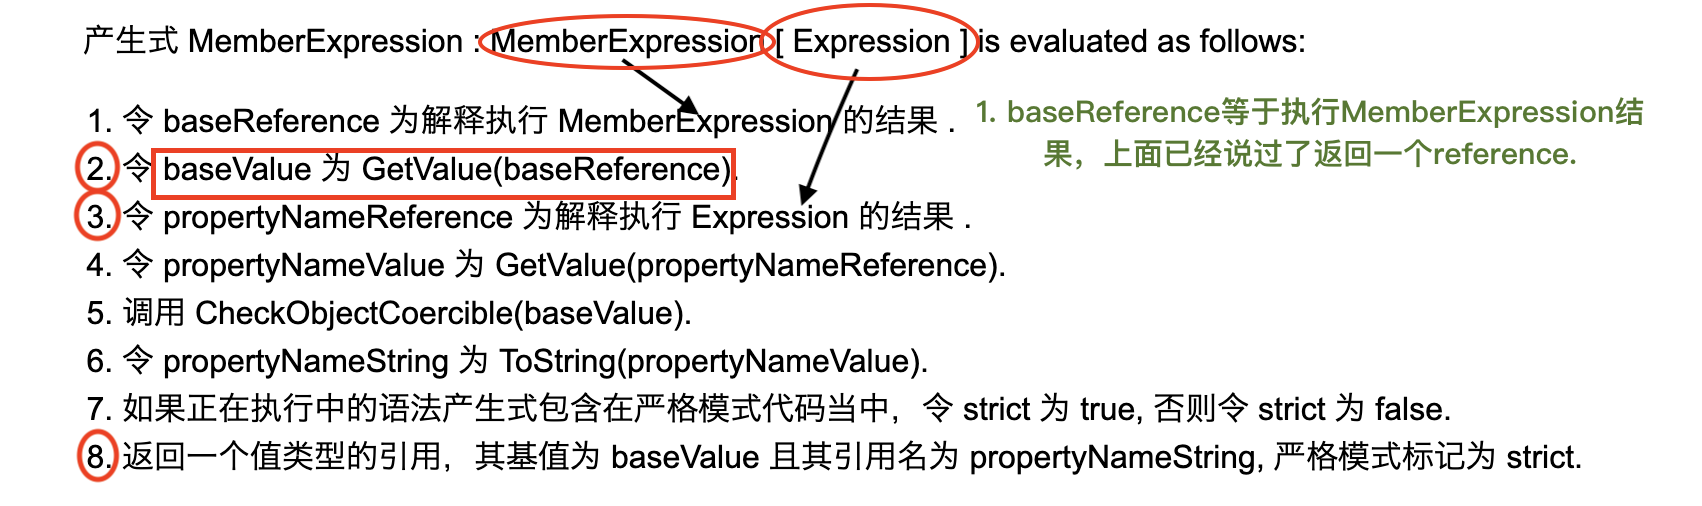 产生式 MemberExpression : MemberExpression [ Expression ] is evaluated as follows:
1. 令 baseReference 为解释执行 MemberExpression 的结果 .
1. baseReference等于执行MemberExpression结
果，上面已经说过了返回一个reference.
2. 令 baseValue 为 GetValue(baseReference).
3. 令 propertyNameReference 为解释执行 Expression 的结果 .
4. 令 propertyNameValue 为 GetValue(propertyNameReference).
5. 调用 CheckObjectCoercible(baseValue).
6. 令 propertyNameString 为 ToString(propertyNameValue).
7. 如果正在执行中的语法产生式包含在严格模式代码当中，令 strict 为 true, 否则令 strict 为 false.
8. 返回一个值类型的引用，其基值为 baseValue 且其引用名为 propertyNameString, 严格模式标记为 strict.